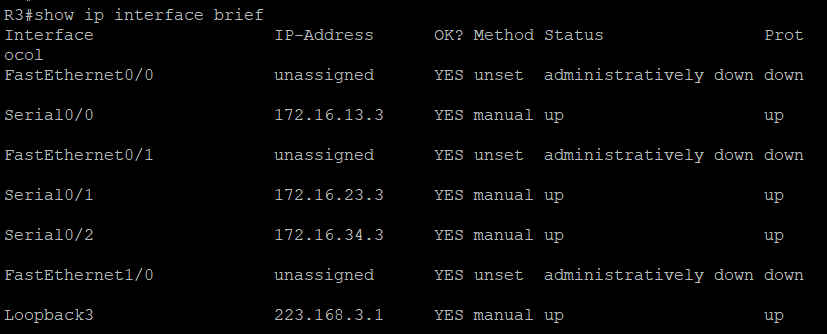 R3#show ip interface brief
Interface                  IP-Address      OK? Method Status                Prot
ocol
FastEthernet0/0            unassigned      YES unset  administratively down down
Serial0/0                  172.16.13.3     YES manual up                    up
FastEthernet0/1            unassigned      YES unset  administratively down down
Serial0/1                  172.16.23.3     YES manual up                    up
Serial0/2                  172.16.34.3     YES manual up                    up
FastEthernet1/0            unassigned      YES unset  administratively down down
Loopback3                  223.168.3.1     YES manual up                    up